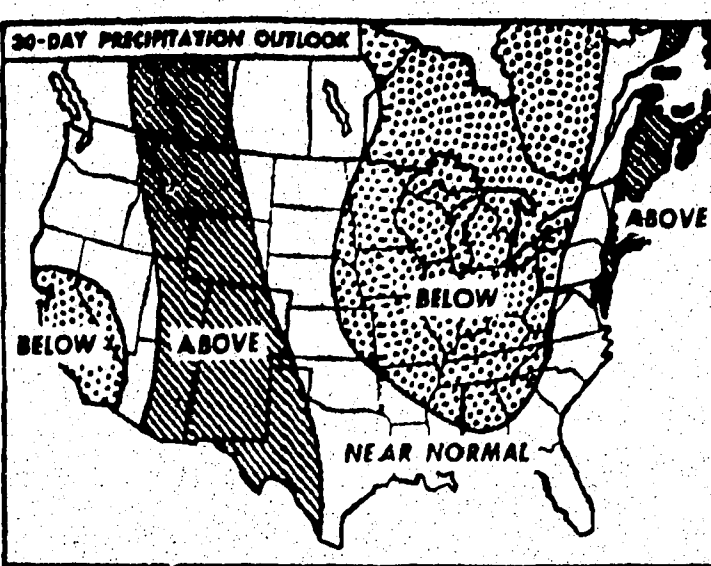 30-DAY PRECIPITATION OUTLOOK
ABOVE
BELOW
BELOW
ABOVE
NEAR NORMAL